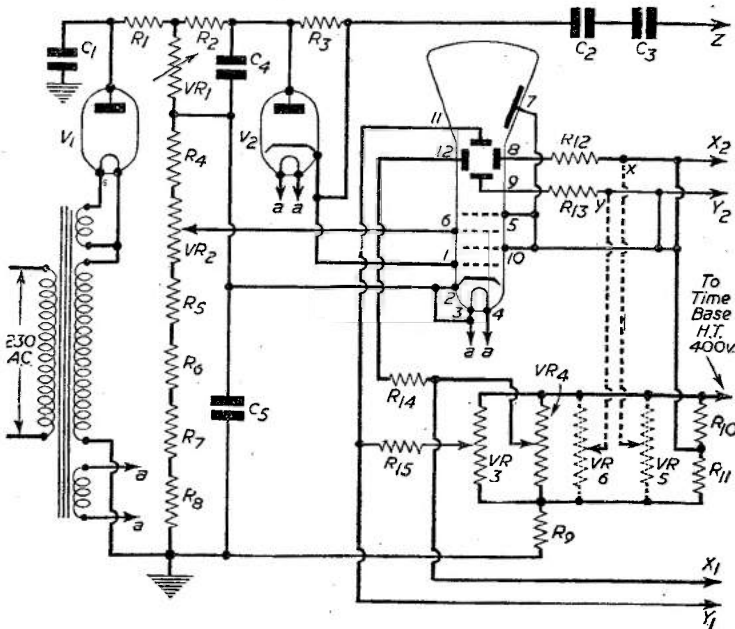 R1
R2
R3
C1
C4
VR1
C2
C3
Z
V1
V2
7
11
12
8
R12
X
X2
9
R13
Y
Y2
R4
a a
6
5
VR2
1
10
2
3
4
a a
R5
230
AC
R6
C5
R7
R8
a
a
To
Time
Base
H.T.
400v.
R14
VR4
R15
VR
3
VR
6
VR
5
R10
R11
R9
X1
Y1